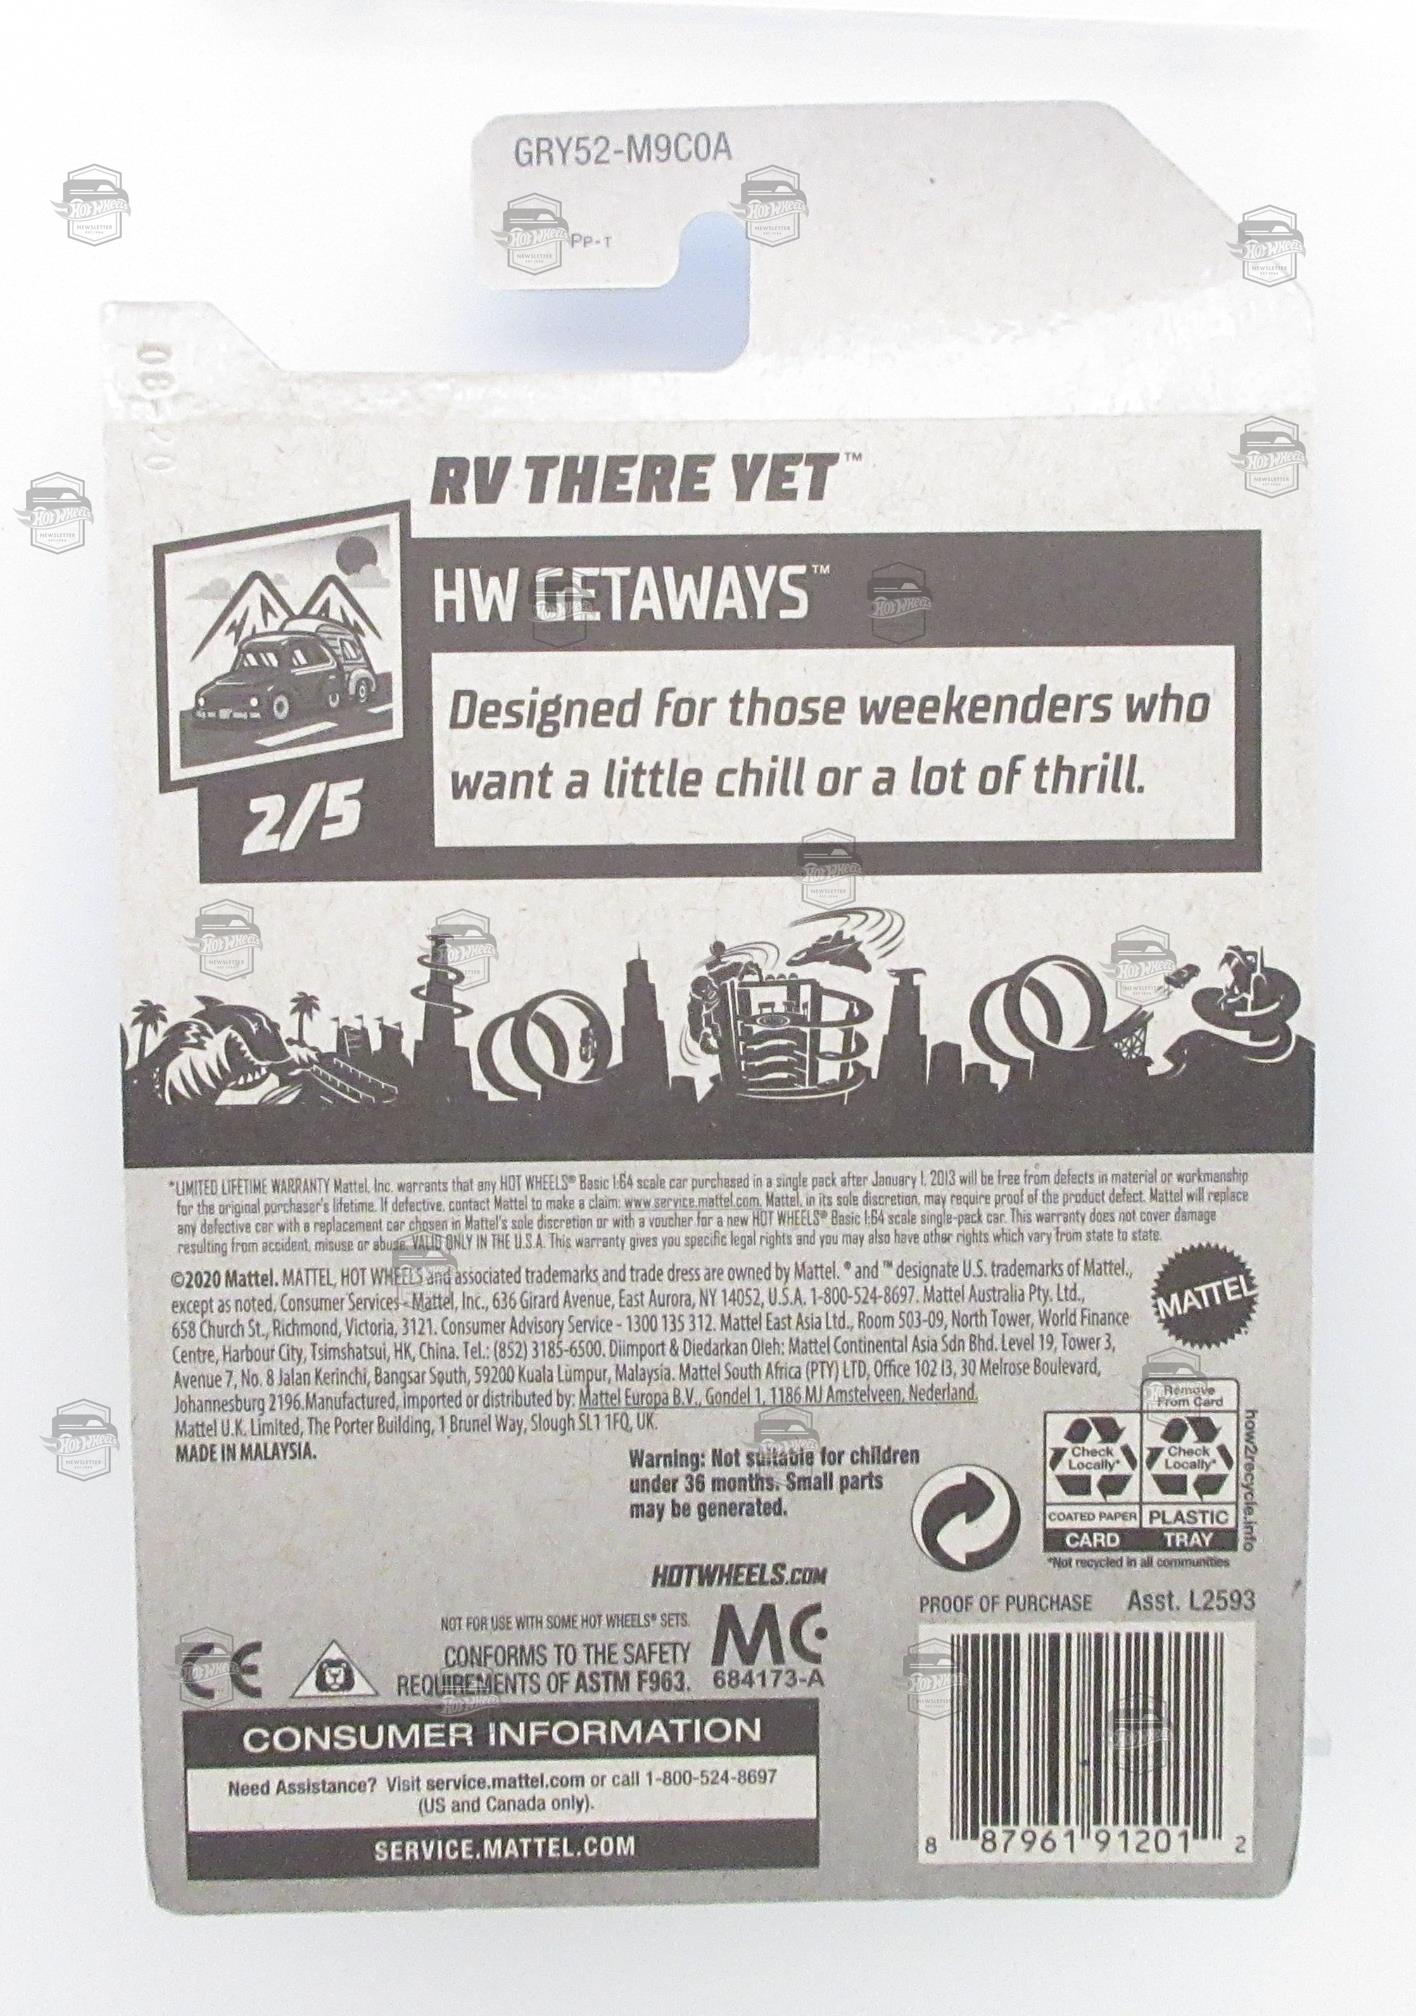 GRY52-M9C0A
Pp-T
08-20
RV THERE YET™
HW GETAWAYS™
Designed for those weekenders who
want a little chill or a lot of thrill.
2/5
*LIMITED LIFETIME WARRANTY Mattel, Inc. warrants that any HOT WHEELS® Basic 1:64 scale car purchased in a single pack after January 1, 2013 will be free from defects in material or workmanship
for the original purchaser's lifetime. If defective, contact Mattel to make a claim: www.service.mattel.com. Mattel, in its sole discretion, may require proof of the product defect. Mattel will replace
any defective car with a replacement car chosen in Mattel's sole discretion or with a voucher for a new HOT WHEELS® Basic 1:64 scale single-pack car. This warranty does not cover damage
resulting from accident, misuse or abuse. VALID ONLY IN THE U.S.A. This warranty gives you specific legal rights and you may also have other rights which vary from state to state.
©2020 Mattel. MATTEL, HOT WHEELS and associated trademarks and trade dress are owned by Mattel. ® and ™ designate U.S. trademarks of Mattel.,
except as noted. Consumer Services - Mattel, Inc., 636 Girard Avenue, East Aurora, NY 14052, U.S.A. 1-800-524-8697. Mattel Australia Pty. Ltd.,
658 Church St., Richmond, Victoria, 3121. Consumer Advisory Service - 1300 135 312. Mattel East Asia Ltd., Room 503-09, North Tower, World Finance
Centre, Harbour City, Tsimshatsui, HK, China. Tel.: (852) 3185-6500. Diimport & Diedarkan Oleh: Mattel Continental Asia Sdn Bhd. Level 19, Tower 3,
Avenue 7, No. 8 Jalan Kerinchi, Bangsar South, 59200 Kuala Lumpur, Malaysia. Mattel South Africa (PTY) LTD, Office 102 I3, 30 Melrose Boulevard,
Johannesburg 2196.Manufactured, imported or distributed by: Mattel Europa B.V., Gondel 1, 1186 MJ Amstelveen, Nederland.
Mattel U.K. Limited, The Porter Building, 1 Brunel Way, Slough SL1 1FQ, UK.
MADE IN MALAYSIA.
MATTEL
Warning: Not suitable for children
under 36 months. Small parts
may be generated.
Remove
From Card
Check
Locally*
Check
Locally*
COATED PAPER
PLASTIC
CARD
TRAY
how2recycle.info
*Not recycled in all communities
HOTWHEELS.COM
NOT FOR USE WITH SOME HOT WHEELS® SETS.
CONFORMS TO THE SAFETY
REQUIREMENTS OF ASTM F963.
CE
MC
684173-A
PROOF OF PURCHASE Asst. L2593
CONSUMER INFORMATION
Need Assistance? Visit service.mattel.com or call 1-800-524-8697
(US and Canada only).
SERVICE.MATTEL.COM
8 87961 91201 2
Hot Wheels
NEWSLETTER